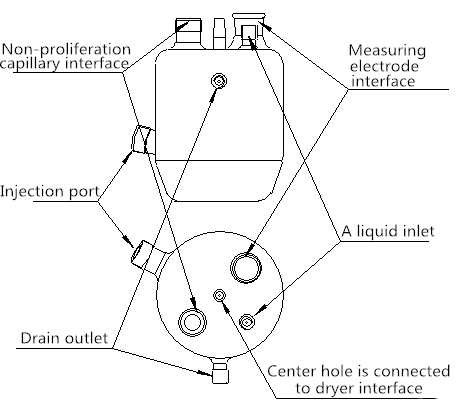 Non-proliferation
capillary interface
Measuring
electrode
interface
Injection port
A liquid inlet
Drain outlet
Center hole is connected
to dryer interface